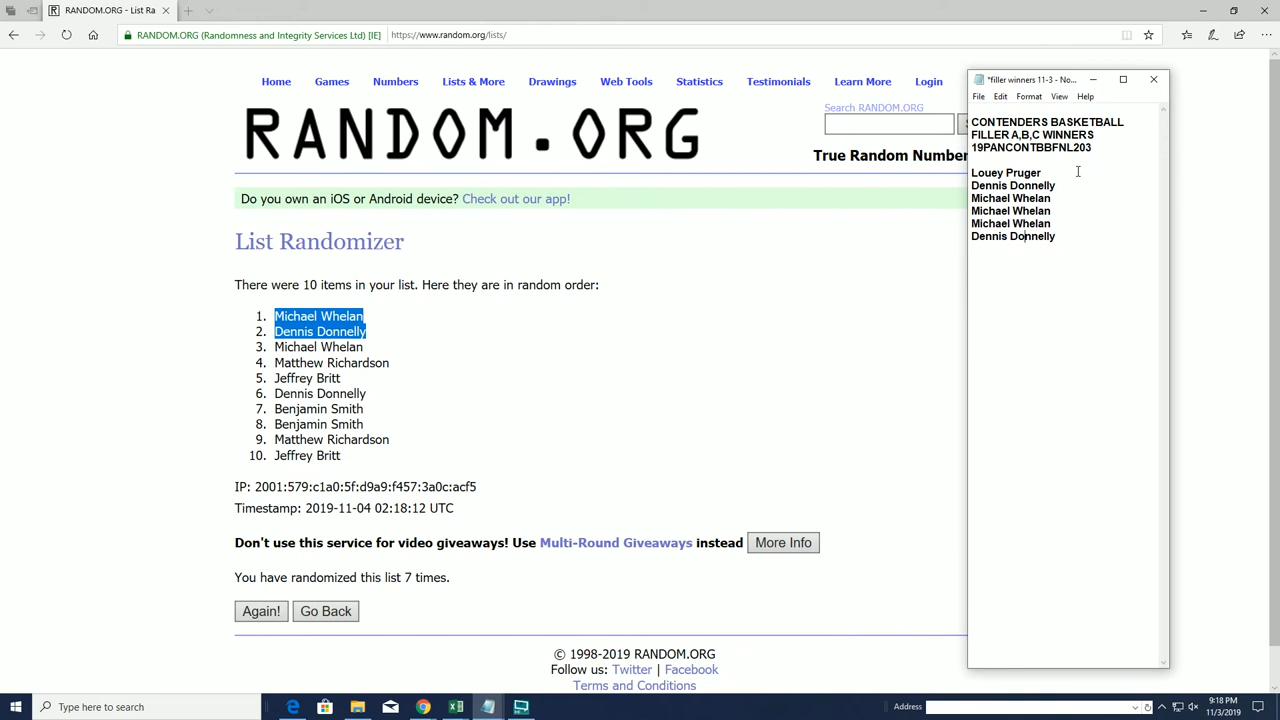 RANDOM.ORG - List Ra
RANDOM.ORG (Randomness and Integrity Services Ltd) [IE]
https://www.random.org/lists/
Home Games Numbers Lists & More Drawings Web Tools Statistics Testimonials Learn More Login
Search RANDOM.ORG
RANDOM.ORG
True Random Number
Do you own an iOS or Android device? Check out our app!
List Randomizer
There were 10 items in your list. Here they are in random order:
1. Michael Whelan
2. Dennis Donnelly
3. Michael Whelan
4. Matthew Richardson
5. Jeffrey Britt
6. Dennis Donnelly
7. Benjamin Smith
8. Benjamin Smith
9. Matthew Richardson
10. Jeffrey Britt
IP: 2001:579:c1a0:5f:d9a9:f457:3a0c:acf5
Timestamp: 2019-11-04 02:18:12 UTC
Don't use this service for video giveaways! Use Multi-Round Giveaways instead More Info
You have randomized this list 7 times.
Again! Go Back
© 1998-2019 RANDOM.ORG
Follow us: Twitter | Facebook
Terms and Conditions
*filler winners 11-3 - No...
File Edit Format View Help
CONTENDERS BASKETBALL
FILLER A,B,C WINNERS
19PANCONTBBFNL203
Louey Pruger
Dennis Donnelly
Michael Whelan
Michael Whelan
Michael Whelan
Dennis Donnelly
Type here to search
Address
9:18 PM
11/3/2019